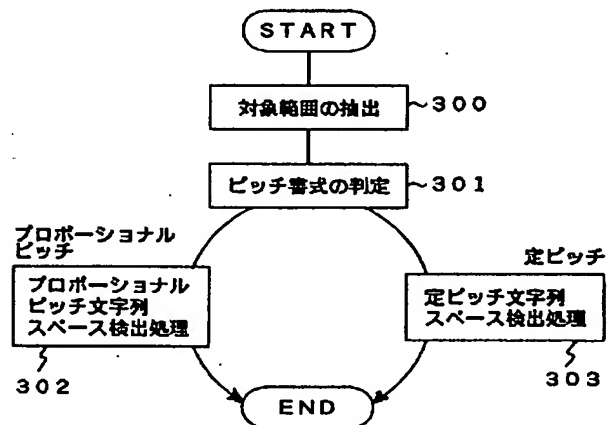 START
対象範囲の抽出 ~300
ピッチ書式の判定 ~301
プロポーショナル
ピッチ
プロポーショナル
ピッチ文字列
スペース検出処理
302
定ピッチ
定ピッチ文字列
スペース検出処理
303
END